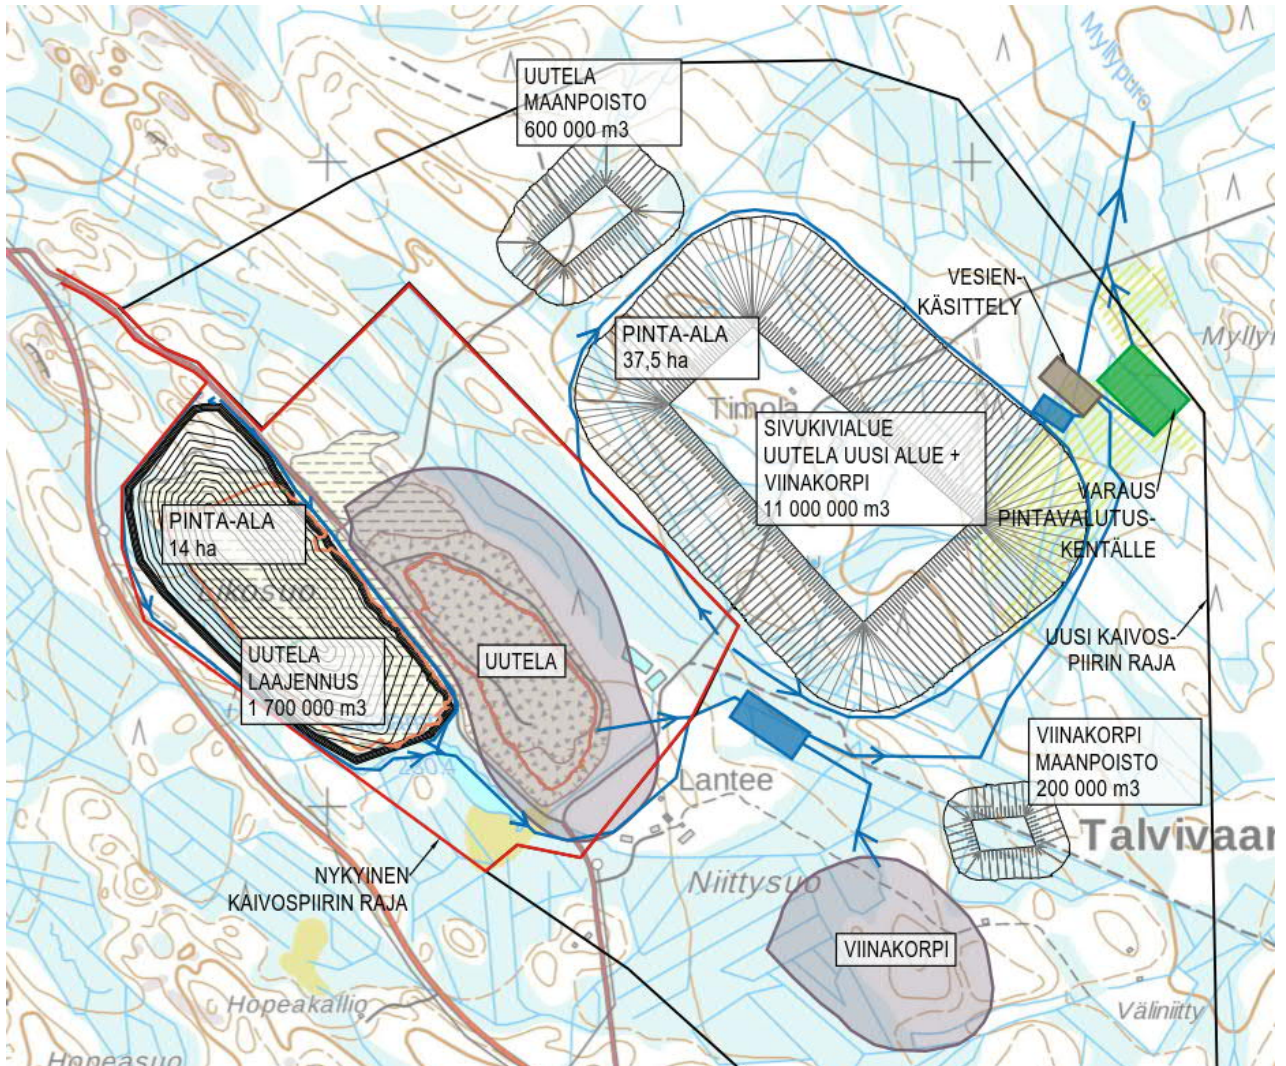 UUTELA
MAANPOISTO
600 000 m3
Myllypuro
VESIEN-
KÄSITTELY
PINTA-ALA
37,5 ha
Timola
SIVUKIVIALUE
UUTELA UUSI ALUE +
VIINAKORPI
11 000 000 m3
VARAUS
PINTAVALUTUS-
KENTÄLLE
PINTA-ALA
14 ha
Likosuo
UUTELA
LAAJENNUS
1 700 000 m3
UUTELA
UUSI KAIVOS-
PIIRIN RAJA
VIINAKORPI
MAANPOISTO
200 000 m3
Lantee
Talvivaar
NYKYINEN
KAIVOSPIIRIN RAJA
Niittysuo
VIINAKORPI
Hopeakallio
Väliniitty
Hopeasuo